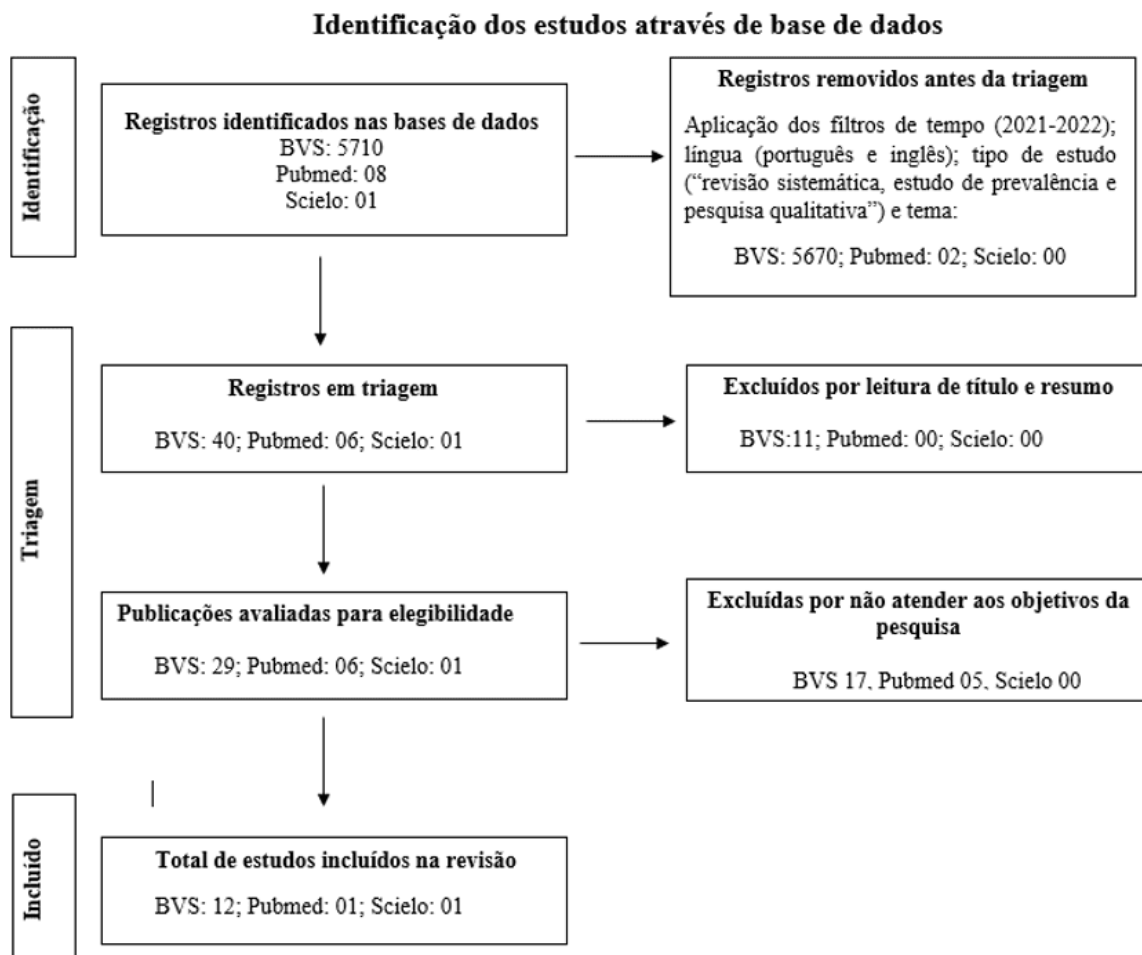 Identificação dos estudos através de base de dados
Identificação
Registros identificados nas bases de dados
BVS: 5710
Pubmed: 08
Scielo: 01
Registros removidos antes da triagem
Aplicação dos filtros de tempo (2021-2022);
língua (português e inglês); tipo de estudo
(“revisão sistemática, estudo de prevalência e
pesquisa qualitativa”) e tema:
BVS: 5670; Pubmed: 02; Scielo: 00
Triagem
Registros em triagem
BVS: 40; Pubmed: 06; Scielo: 01
Excluídos por leitura de título e resumo
BVS:11; Pubmed: 00; Scielo: 00
Publicações avaliadas para elegibilidade
BVS: 29; Pubmed: 06; Scielo: 01
Excluídas por não atender aos objetivos da
pesquisa
BVS 17, Pubmed 05, Scielo 00
Incluído
Total de estudos incluídos na revisão
BVS: 12; Pubmed: 01; Scielo: 01